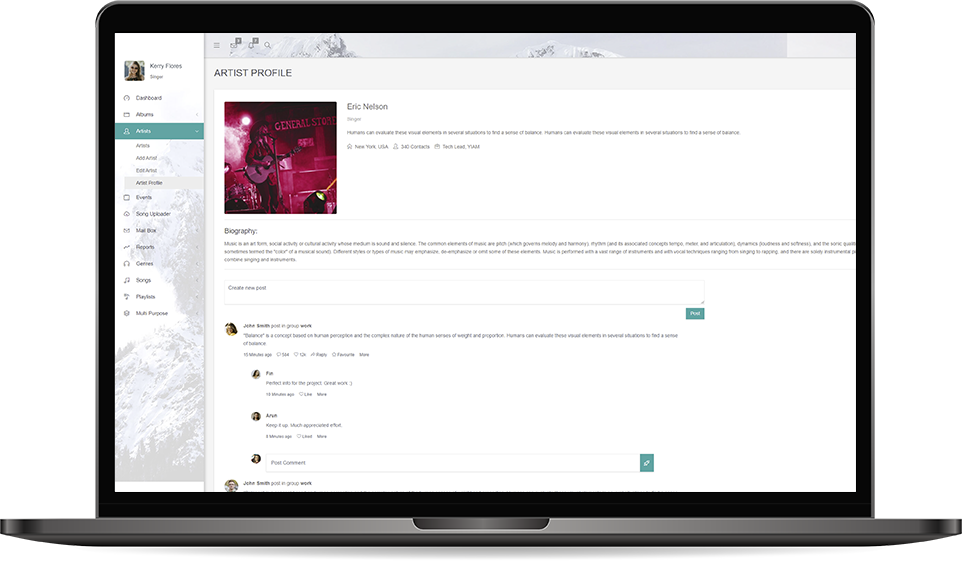 ARTIST PROFILE
Kerry Flores
Singer
Dashboard
Albums
Artists
Artists
Add Artist
Edit Artist
Artist Profile
Events
Song Uploader
Mail Box
Reports
Genres
Songs
Playlists
Multi Purpose
GENERAL STORE
Eric Nelson
Singer
Humans can evaluate these visual elements in several situations to find a sense of balance. Humans can evaluate these visual elements in several situations to find a sense of balance.
New York, USA 340 Contacts Tech Lead, YIAM
Biography:
Music is an art form, social activity or cultural activity whose medium is sound and silence. The common elements of music are pitch (which governs melody and harmony), rhythm (and its associated concepts tempo, meter, and articulation), dynamics (loudness and softness), and the sonic
sometimes termed the "color" of a musical sound). Different styles or types of music may emphasize, de-emphasize or omit some of these elements. Music is performed with a vast range of instruments and with vocal techniques ranging from singing to rapping, and there are solely instrumental
combine singing and instruments.
Create new post
Post
John Smith post in group work
"Balance" is a concept based on human perception and the complex nature of the human senses of weight and proportion. Humans can evaluate these visual elements in several situations to find a sense
of balance.
15 Minutes ago 584 12k Reply Favourite More
Fin
Perfect info for the project. Great work :)
Like More
Arun
Keep it up. Much appreciated effort.
Liked More
Post Comment
John Smith post in group work